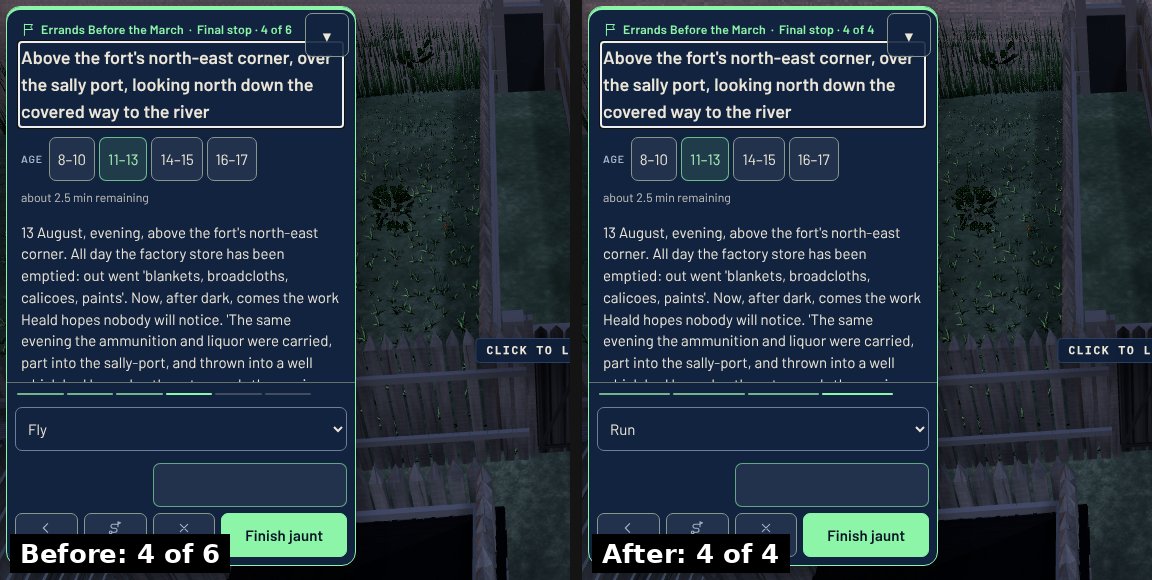 Errands Before the March · Final stop · 4 of 6
▼
Above the fort's north-east corner, over
the sally port, looking north down the
covered way to the river
AGE 8–10 11–13 14–15 16–17
about 2.5 min remaining
13 August, evening, above the fort's north-east
corner. All day the factory store has been
emptied: out went 'blankets, broadcloths,
calicoes, paints'. Now, after dark, comes the work
Heald hopes nobody will notice. 'The same
evening the ammunition and liquor were carried,
part into the sally-port, and thrown into a well
Fly
Finish jaunt
Before: 4 of 6
CLICK TO L
Errands Before the March · Final stop · 4 of 4
▼
Above the fort's north-east corner, over
the sally port, looking north down the
covered way to the river
AGE 8–10 11–13 14–15 16–17
about 2.5 min remaining
13 August, evening, above the fort's north-east
corner. All day the factory store has been
emptied: out went 'blankets, broadcloths,
calicoes, paints'. Now, after dark, comes the work
Heald hopes nobody will notice. 'The same
evening the ammunition and liquor were carried,
part into the sally-port, and thrown into a well
Run
Finish jaunt
After: 4 of 4
CLICK TO L